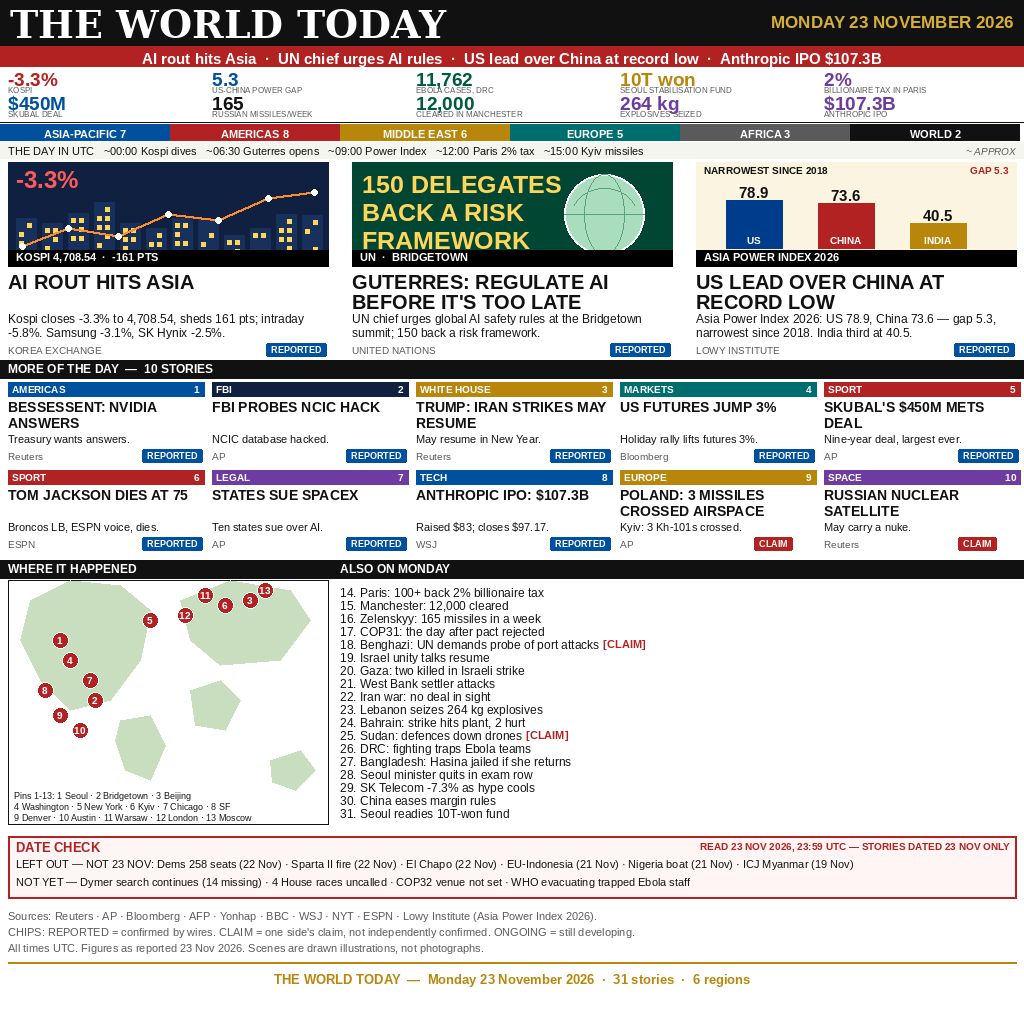 THE WORLD TODAY
MONDAY 23 NOVEMBER 2026
AI rout hits Asia · UN chief urges AI rules · US lead over China at record low · Anthropic IPO $107.3B
-3.3%
KOSPI
5.3
US-CHINA POWER GAP
11,762
EBOLA CASES, DRC
10T won
SEOUL STABILISATION FUND
2%
BILLIONAIRE TAX IN PARIS
$450M
SKUBAL DEAL
165
RUSSIAN MISSILES/WEEK
12,000
CLEARED IN MANCHESTER
264 kg
EXPLOSIVES SEIZED
$107.3B
ANTHROPIC IPO
ASIA-PACIFIC 7
AMERICAS 8
MIDDLE EAST 6
EUROPE 5
AFRICA 3
WORLD 2
THE DAY IN UTC ~00:00 Kospi dives ~06:30 Guterres opens ~09:00 Power Index ~12:00 Paris 2% tax ~15:00 Kyiv missiles
~ APPROX
-3.3%
KOSPI 4,708.54 · -161 PTS
AI ROUT HITS ASIA
Kospi closes -3.3% to 4,708.54, sheds 161 pts; intraday
-5.8%. Samsung -3.1%, SK Hynix -2.5%.
KOREA EXCHANGE
REPORTED
150 DELEGATES
BACK A RISK
FRAMEWORK
UN · BRIDGETOWN
GUTERRES: REGULATE AI
BEFORE IT'S TOO LATE
UN chief urges global AI safety rules at the Bridgetown
summit; 150 back a risk framework.
UNITED NATIONS
REPORTED
NARROWEST SINCE 2018
GAP 5.3
78.9
73.6
40.5
US
CHINA
INDIA
ASIA POWER INDEX 2026
US LEAD OVER CHINA AT
RECORD LOW
Asia Power Index 2026: US 78.9, China 73.6 — gap 5.3,
narrowest since 2018. India third at 40.5.
LOWY INSTITUTE
REPORTED
MORE OF THE DAY — 10 STORIES
AMERICAS 1
BESSESSENT: NVIDIA
ANSWERS
Treasury wants answers.
Reuters
REPORTED
FBI 2
FBI PROBES NCIC HACK
NCIC database hacked.
AP
REPORTED
WHITE HOUSE 3
TRUMP: IRAN STRIKES MAY
RESUME
May resume in New Year.
Reuters
REPORTED
MARKETS 4
US FUTURES JUMP 3%
Holiday rally lifts futures 3%.
Bloomberg
REPORTED
SPORT 5
SKUBAL'S $450M METS
DEAL
Nine-year deal, largest ever.
AP
REPORTED
SPORT 6
TOM JACKSON DIES AT 75
Broncos LB, ESPN voice, dies.
ESPN
REPORTED
LEGAL 7
STATES SUE SPACEX
Ten states sue over AI.
AP
REPORTED
TECH 8
ANTHROPIC IPO: $107.3B
Raised $83; closes $97.17.
WSJ
REPORTED
EUROPE 9
POLAND: 3 MISSILES
CROSSED AIRSPACE
Kyiv: 3 Kh-101s crossed.
AP
CLAIM
SPACE 10
RUSSIAN NUCLEAR
SATELLITE
May carry a nuke.
Reuters
CLAIM
WHERE IT HAPPENED
13
11
3
6
12
5
1
4
7
8
2
9
10
Pins 1-13: 1 Seoul · 2 Bridgetown · 3 Beijing
4 Washington · 5 New York · 6 Kyiv · 7 Chicago · 8 SF
9 Denver · 10 Austin · 11 Warsaw · 12 London · 13 Moscow
ALSO ON MONDAY
14. Paris: 100+ back 2% billionaire tax
15. Manchester: 12,000 cleared
16. Zelenskyy: 165 missiles in a week
17. COP31: the day after pact rejected
18. Benghazi: UN demands probe of port attacks [CLAIM]
19. Israel unity talks resume
20. Gaza: two killed in Israeli strike
21. West Bank settler attacks
22. Iran war: no deal in sight
23. Lebanon seizes 264 kg explosives
24. Bahrain: strike hits plant, 2 hurt
25. Sudan: defences down drones [CLAIM]
26. DRC: fighting traps Ebola teams
27. Bangladesh: Hasina jailed if she returns
28. Seoul minister quits in exam row
29. SK Telecom -7.3% as hype cools
30. China eases margin rules
31. Seoul readies 10T-won fund
DATE CHECK
READ 23 NOV 2026, 23:59 UTC — STORIES DATED 23 NOV ONLY
LEFT OUT — NOT 23 NOV: Dems 258 seats (22 Nov) · Sparta II fire (22 Nov) · El Chapo (22 Nov) · EU-Indonesia (21 Nov) · Nigeria boat (21 Nov) · ICJ Myanmar (19 Nov)
NOT YET — Dymer search continues (14 missing) · 4 House races uncalled · COP32 venue not set · WHO evacuating trapped Ebola staff
Sources: Reuters · AP · Bloomberg · AFP · Yonhap · BBC · WSJ · NYT · ESPN · Lowy Institute (Asia Power Index 2026).
CHIPS: REPORTED = confirmed by wires. CLAIM = one side's claim, not independently confirmed. ONGOING = still developing.
All times UTC. Figures as reported 23 Nov 2026. Scenes are drawn illustrations, not photographs.
THE WORLD TODAY — Monday 23 November 2026 · 31 stories · 6 regions